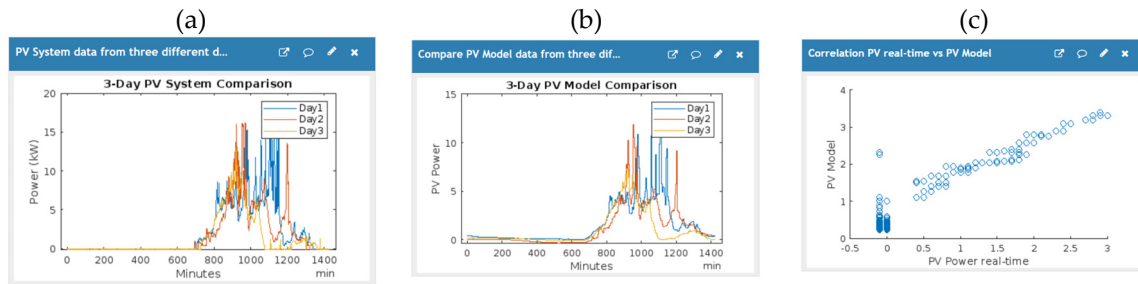 (a)
PV System data from three different d...
3-Day PV System Comparison
20
15
10
5
0
Power (kW)
Day1
Day2
Day3
0 200 400 600 800 1000 1200 1400
Minutes
min
(b)
Compare PV Model data from three dif...
3-Day PV Model Comparison
15
10
5
0
PV Power
Day1
Day2
Day3
0 200 400 600 800 1000 1200 1400
Minutes
min
(c)
Correlation PV real-time vs PV Model
4
3
2
1
0
PV Model
-0.5 0 0.5 1 1.5 2 2.5 3
PV Power real-time